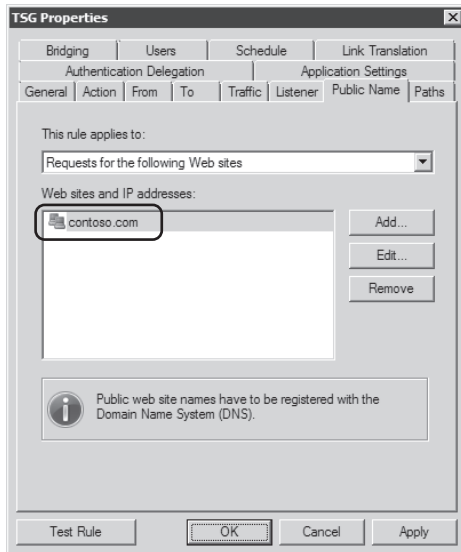 TSG Properties
Bridging Users Schedule Link Translation
Authentication Delegation Application Settings
General Action From To Traffic Listener Public Name Paths
This rule applies to:
Requests for the following Web sites
Web sites and IP addresses:
contoso.com
Add...
Edit...
Remove
Public web site names have to be registered with the
Domain Name System (DNS).
Test Rule OK Cancel Apply